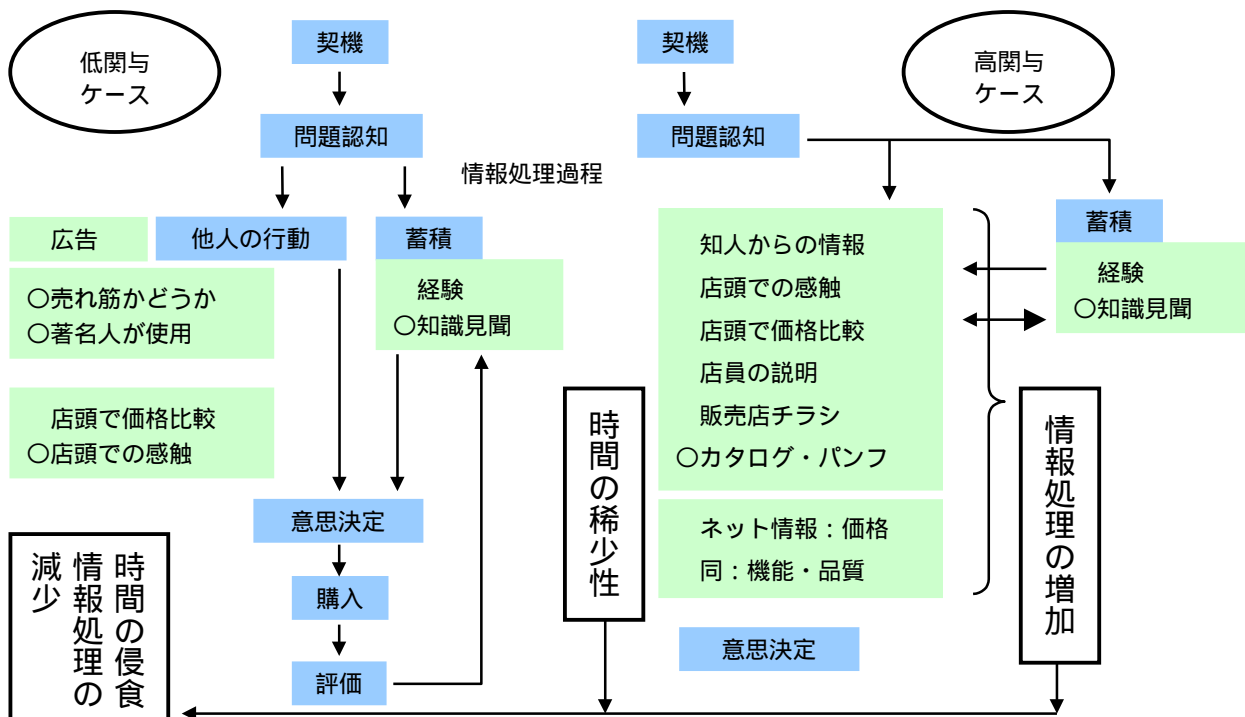 低関与
ケース
契機
問題認知
情報処理過程
広告
他人の行動
蓄積
〇売れ筋かどうか
〇著名人が使用
経験
〇知識見聞
店頭で価格比較
〇店頭での感触
意思決定
購入
評価
時間の侵食
情報処理の
減少
契機
高関与
ケース
問題認知
知人からの情報
店頭での感触
店頭で価格比較
店員の説明
販売店チラシ
〇カタログ・パンフ
ネット情報：価格
同：機能・品質
蓄積
経験
〇知識見聞
時間の稀少性
情報処理の増加
意思決定